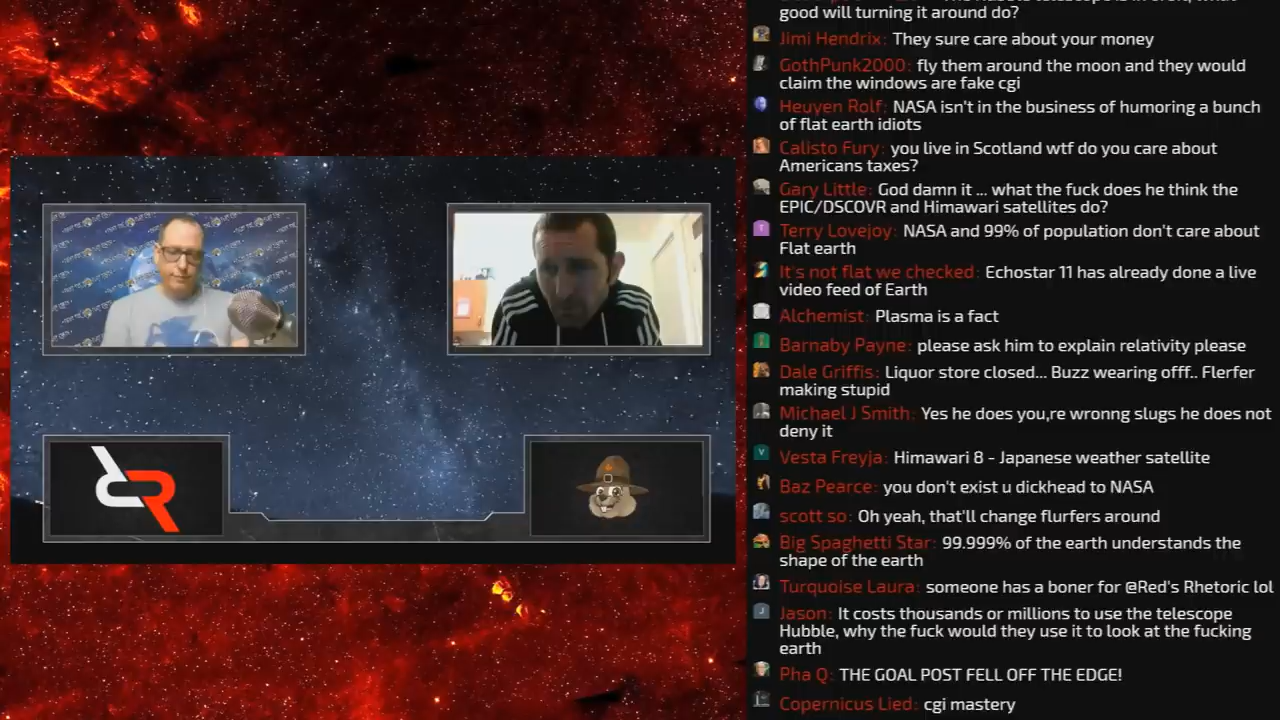 good will turning it around do?
Jimi Hendrix: They sure care about your money
GothPunk2000: fly them around the moon and they would
claim the windows are fake cgi
Heuyen Rolf: NASA isn't in the business of humoring a bunch
of flat earth idiots
Calisto Fury: you live in Scotland wtf do you care about
Americans taxes?
Gary Little: God damn it ... what the fuck does he think the
EPIC/DSCOVR and Himawari satellites do?
Terry Lovejoy: NASA and 99% of population don't care about
Flat earth
It's not flat we checked: Echostar 11 has already done a live
video feed of Earth
Alchemist: Plasma is a fact
Barnaby Payne: please ask him to explain relativity please
Dale Griffis: Liquor store closed... Buzz wearing offf.. Flerfer
making stupid
Michael J Smith: Yes he does you,re wronng slugs he does not
deny it
Vesta Freyja: Himawari 8 - Japanese weather satellite
Baz Pearce: you don't exist u dickhead to NASA
scott so: Oh yeah, that'll change flurfers around
Big Spaghetti Star: 99.999% of the earth understands the
shape of the earth
Turquoise Laura: someone has a boner for @Red's Rhetoric lol
Jason: It costs thousands or millions to use the telescope
Hubble, why the fuck would they use it to look at the fucking
earth
Pha Q: THE GOAL POST FELL OFF THE EDGE!
Copernicus Lied: cgi mastery